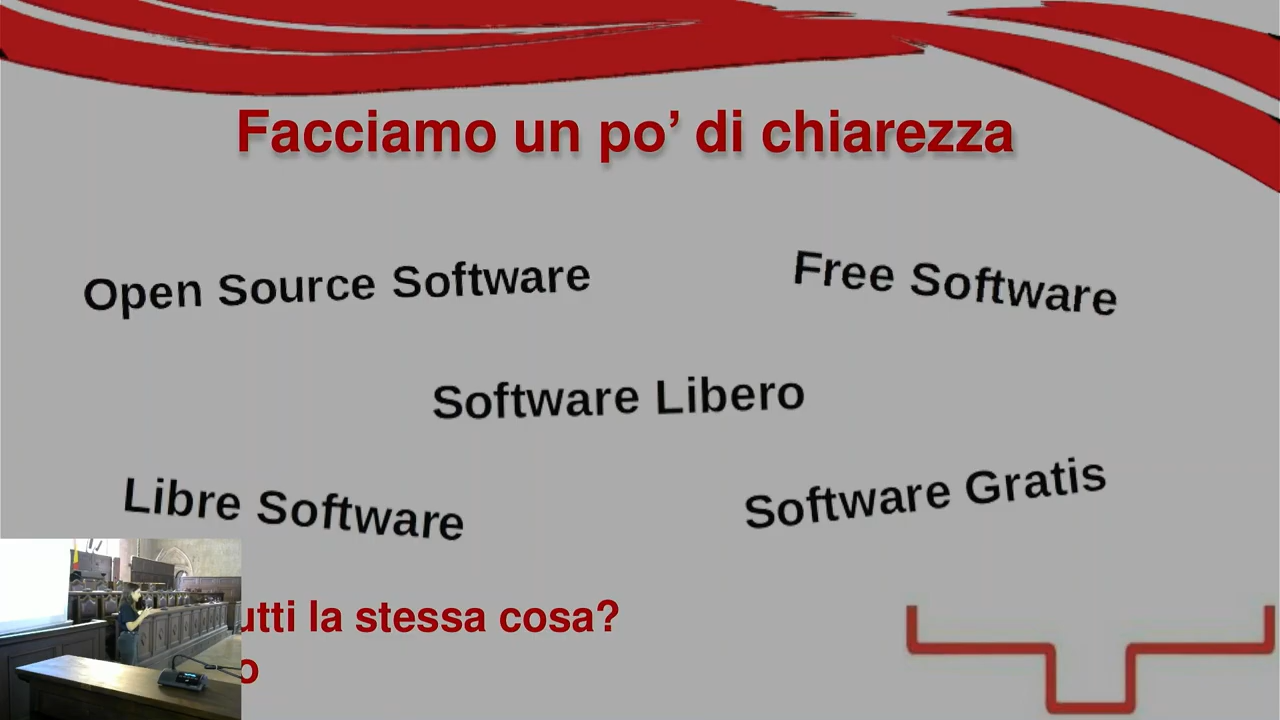 Facciamo un po’ di chiarezza
Open Source Software
Free Software
Software Libero
Libre Software
Software Gratis
la stessa cosa?